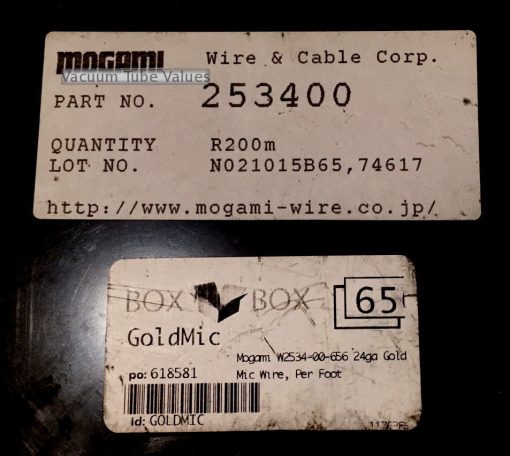 MOGAMI Wire & Cable Corp.
Vacuum Tube Values
PART NO. 253400
QUANTITY R200m
LOT NO. N021015B65,74617
http://www.mogami-wire.co.jp/
BOX BOX 65
GoldMic
Mogami W2534-00-656 24ga Gold
po: 618581 Mic Wire, Per Foot
id: GOLDMIC